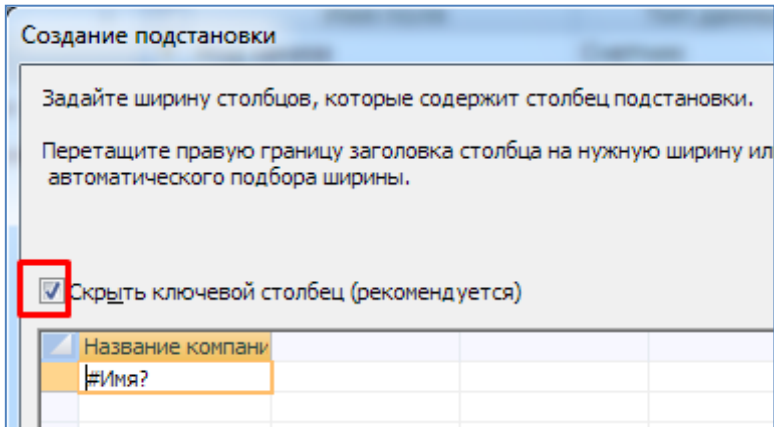 Создание подстановки
Задайте ширину столбцов, которые содержит столбец подстановки.
Перетащите правую границу заголовка столбца на нужную ширину ил
автоматического подбора ширины.
Скрыть ключевой столбец (рекомендуется)
Название компани
#Имя?